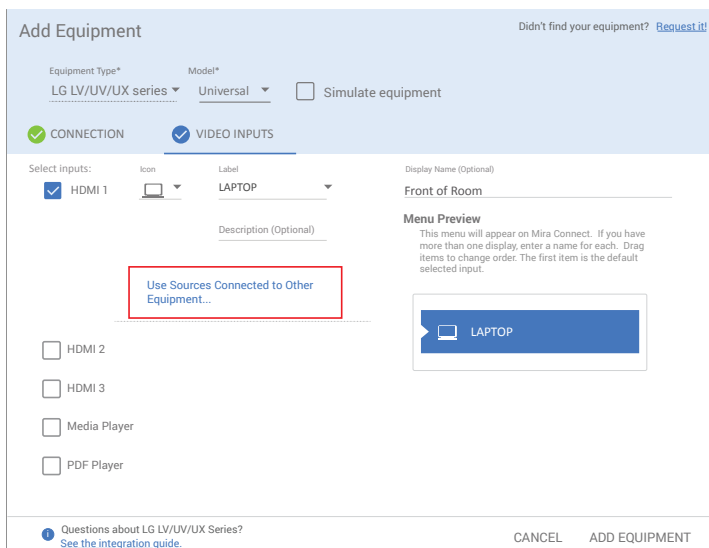 Add Equipment
Didn't find your equipment? Request it!
Equipment Type*
Model*
LG LV/UV/UX series
Universal
Simulate equipment
CONNECTION
VIDEO INPUTS
Select inputs:
Icon
Label
Display Name (Optional)
HDMI 1
LAPTOP
Front of Room
Description (Optional)
Menu Preview
This menu will appear on Mira Connect. If you have
more than one display, enter a name for each. Drag
items to change order. The first item is the default
selected input.
Use Sources Connected to Other
Equipment...
LAPTOP
HDMI 2
HDMI 3
Media Player
PDF Player
Questions about LG LV/UV/UX Series?
See the integration guide.
CANCEL
ADD EQUIPMENT